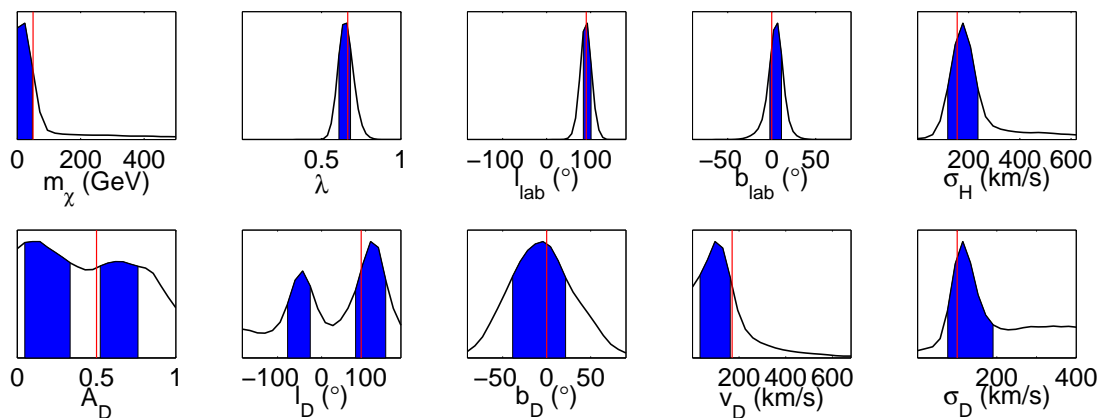 0 200 400
m_χ (GeV)
0.5 1
λ
-100 0 100
l_lab (°)
-50 0 50
b_lab (°)
200 400 600
σ_H (km/s)
0 0.5 1
A_D
-100 0 100
l_D (°)
-50 0 50
b_D (°)
200 400 600
v_D (km/s)
200 400
σ_D (km/s)